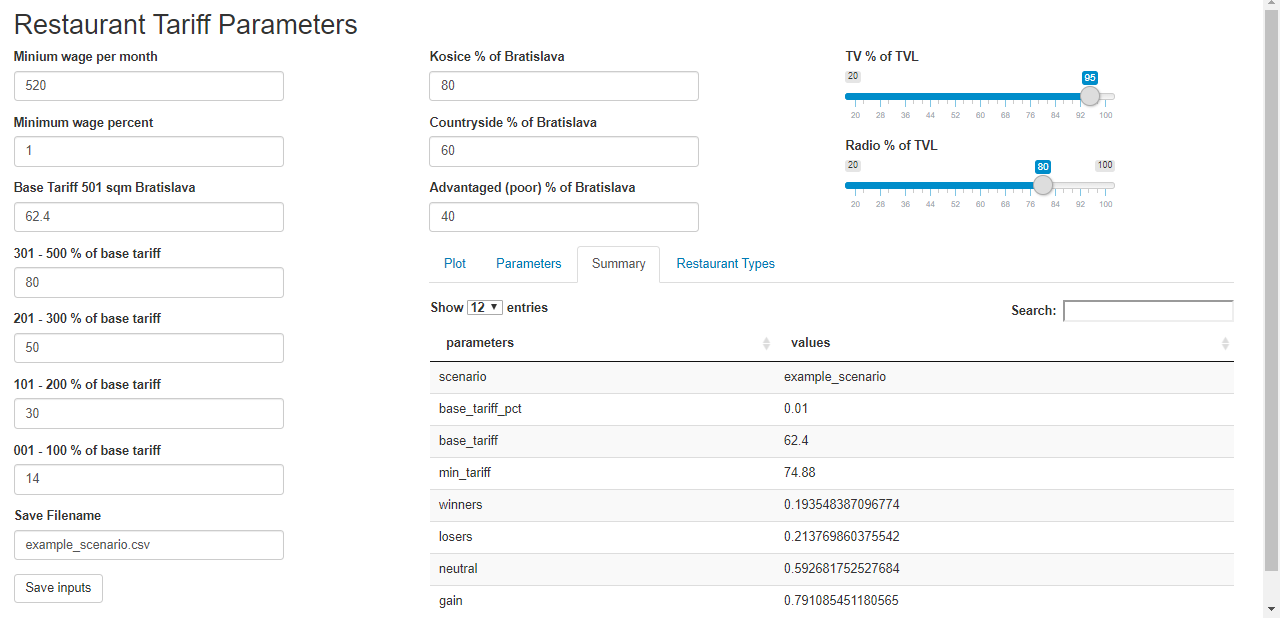 Restaurant Tariff Parameters
Minium wage per month
520
Minimum wage percent
1
Base Tariff 501 sqm Bratislava
62.4
301 - 500 % of base tariff
80
201 - 300 % of base tariff
50
101 - 200 % of base tariff
30
001 - 100 % of base tariff
14
Save Filename
example_scenario.csv
Save inputs
Kosice % of Bratislava
80
Countryside % of Bratislava
60
Advantaged (poor) % of Bratislava
40
TV % of TVL
20 95
20 28 36 44 52 60 68 76 84 92 100
Radio % of TVL
20 80 100
20 28 36 44 52 60 68 76 84 92 100
Plot Parameters Summary Restaurant Types
Show 12 entries Search:
parameters values
scenario example_scenario
base_tariff_pct 0.01
base_tariff 62.4
min_tariff 74.88
winners 0.193548387096774
losers 0.213769860375542
neutral 0.592681752527684
gain 0.791085451180565